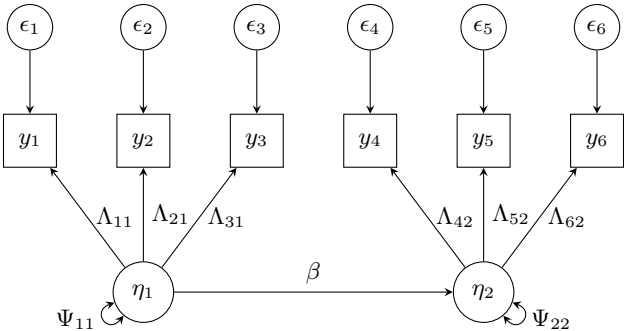 ϵ₁ ϵ₂ ϵ₃ ϵ₄ ϵ₅ ϵ₆
y₁ y₂ y₃ y₄ y₅ y₆
Λ₁₁ Λ₂₁ Λ₃₁ Λ₄₂ Λ₅₂ Λ₆₂
β
η₁ η₂
Ψ₁₁ Ψ₂₂